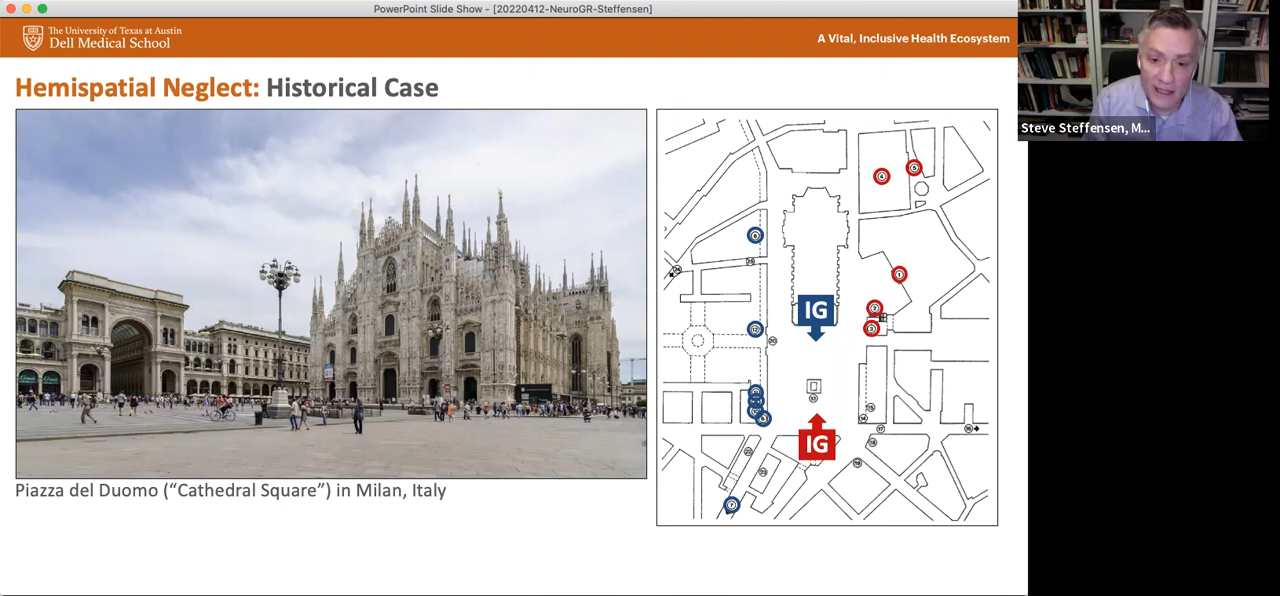 PowerPoint Slide Show - [20220412-NeuroGR-Steffensen]
The University of Texas at Austin
Dell Medical School
A Vital, Inclusive Health Ecosystem
Steve Steffensen, M...
Hemispatial Neglect: Historical Case
IG
IG
Piazza del Duomo (“Cathedral Square”) in Milan, Italy